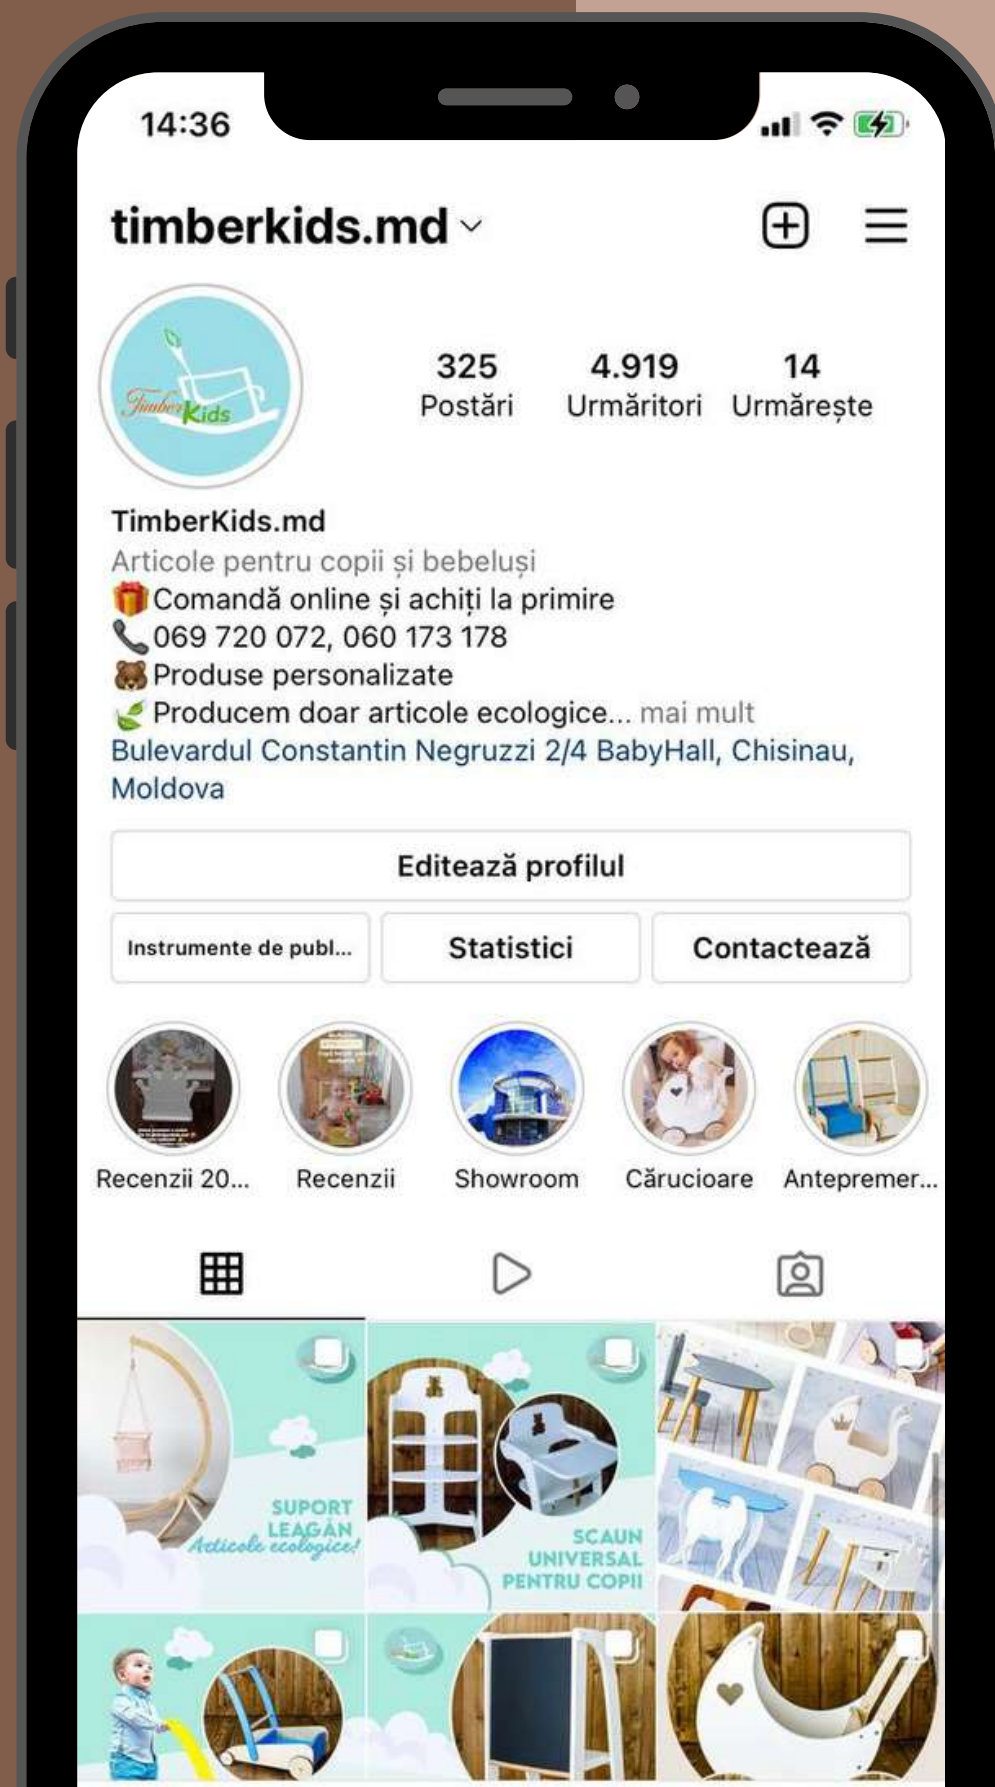 14:36
timberkids.md
325 4.919 14
Postări Urmăritori Urmărește
Timber Kids
TimberKids.md
Articole pentru copii și bebeluși
🎁Comandă online și achiți la primire
📞069 720 072, 060 173 178
🐻Produse personalizate
🍃Producem doar articole ecologice... mai mult
Bulevardul Constantin Negruzzi 2/4 BabyHall, Chisinau,
Moldova
Editează profilul
Instrumente de publ... Statistici Contactează
Recenzii 20... Recenzii Showroom Cărucioare Antepremer...
SUPORT
LEAGĂN
Articole ecologice!
SCAUN
UNIVERSAL
PENTRU COPII